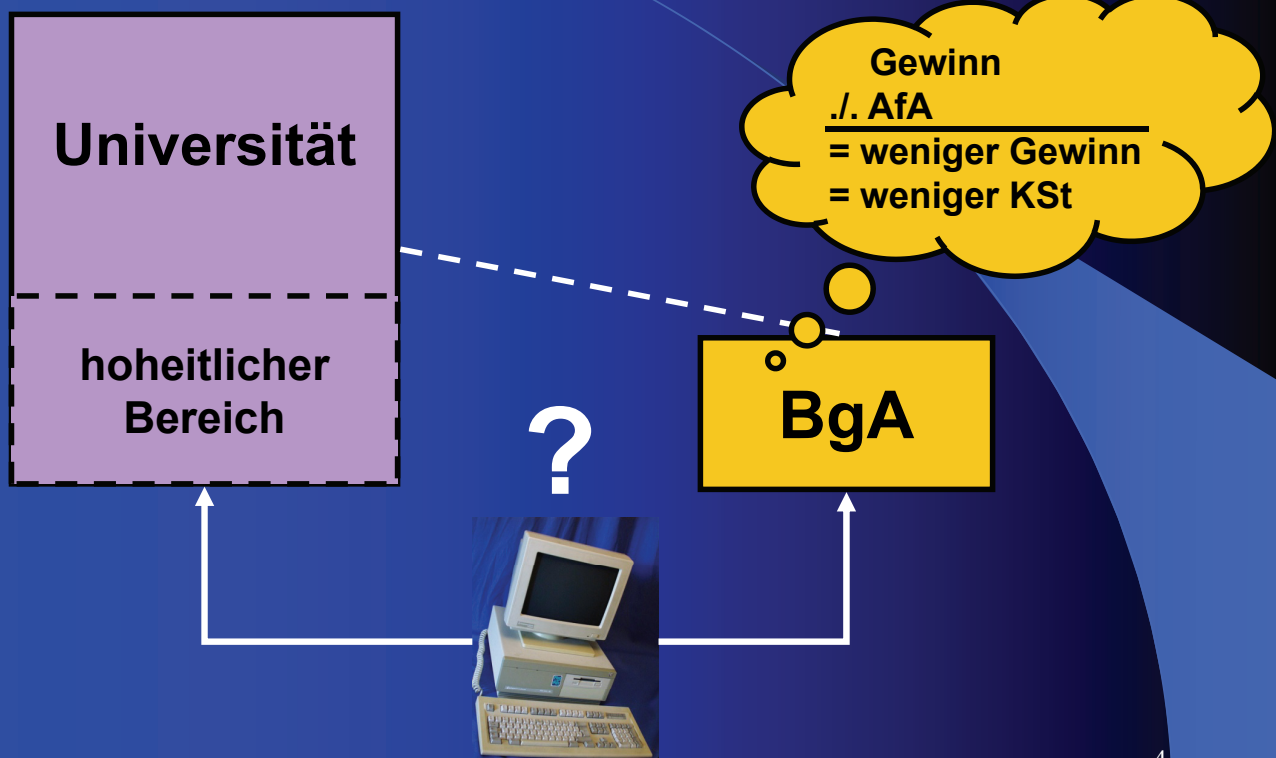 Universität
hoheitlicher
Bereich
Gewinn
./. AfA
= weniger Gewinn
= weniger KSt
?
BgA
4